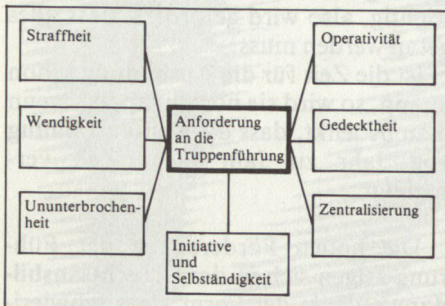 Straffheit
Operativität
Wendigkeit
Anforderung
an die
Truppenführung
Gedecktheit
Ununterbrochen-
heit
Zentralisierung
Initiative
und
Selbständigkeit